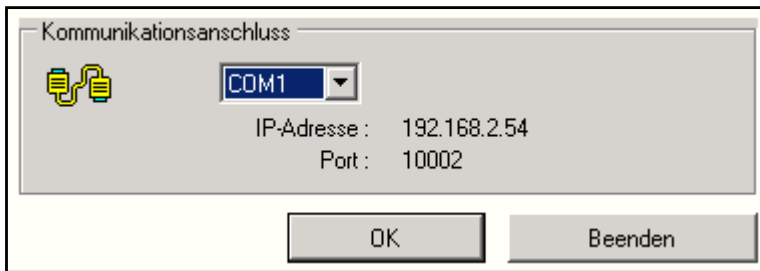 Kommunikationsanschluss
COM1
IP-Adresse : 192.168.2.54
Port : 10002
OK Beenden